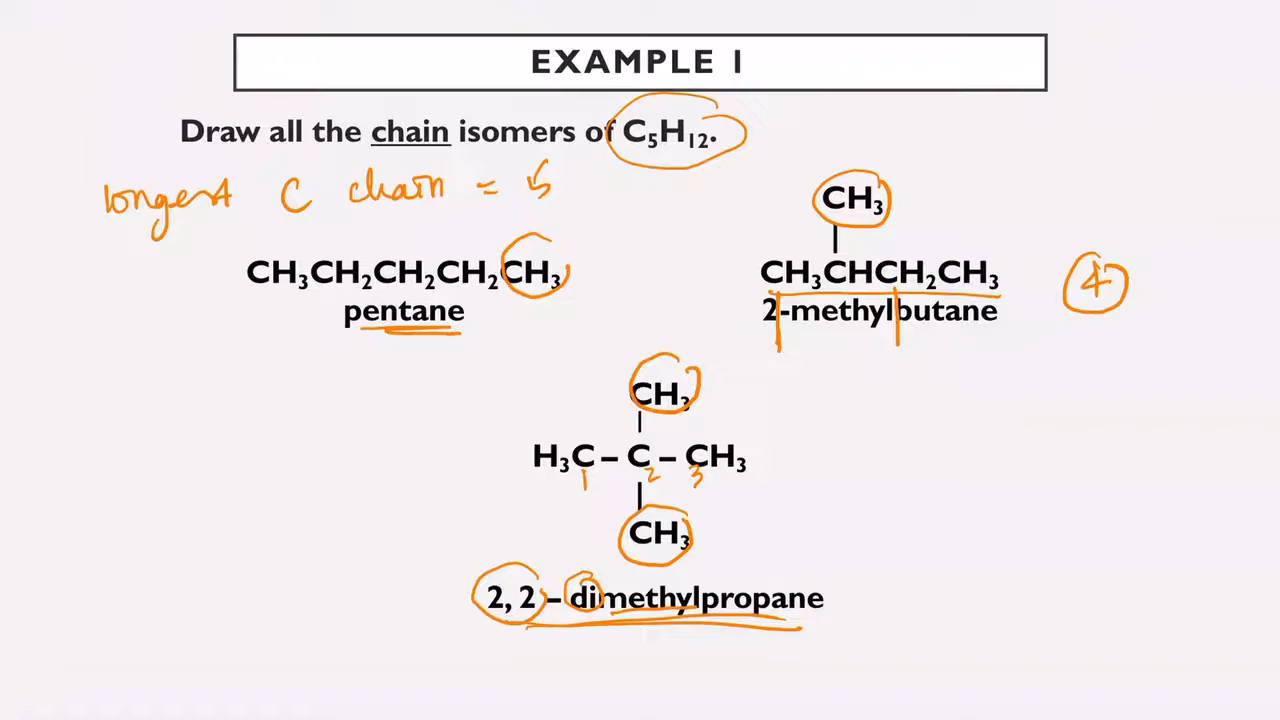 EXAMPLE 1
Draw all the chain isomers of C₅H₁₂.
longest C chain = 5
CH₃
CH₃CH₂CH₂CH₂CH₃
CH₃CHCH₂CH₃
4
pentane
2-methylbutane
CH₃
H₃C – C – CH₃
1 2 3
CH₃
2, 2 – dimethylpropane